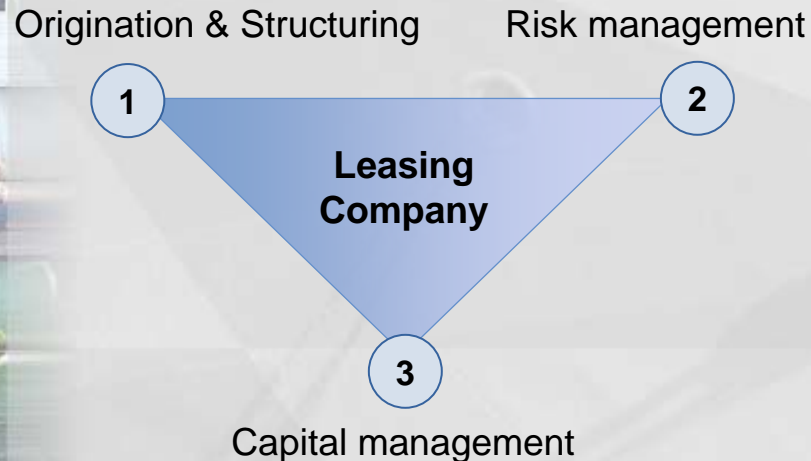 Origination & Structuring
Risk management
1
2
Leasing
Company
3
Capital management